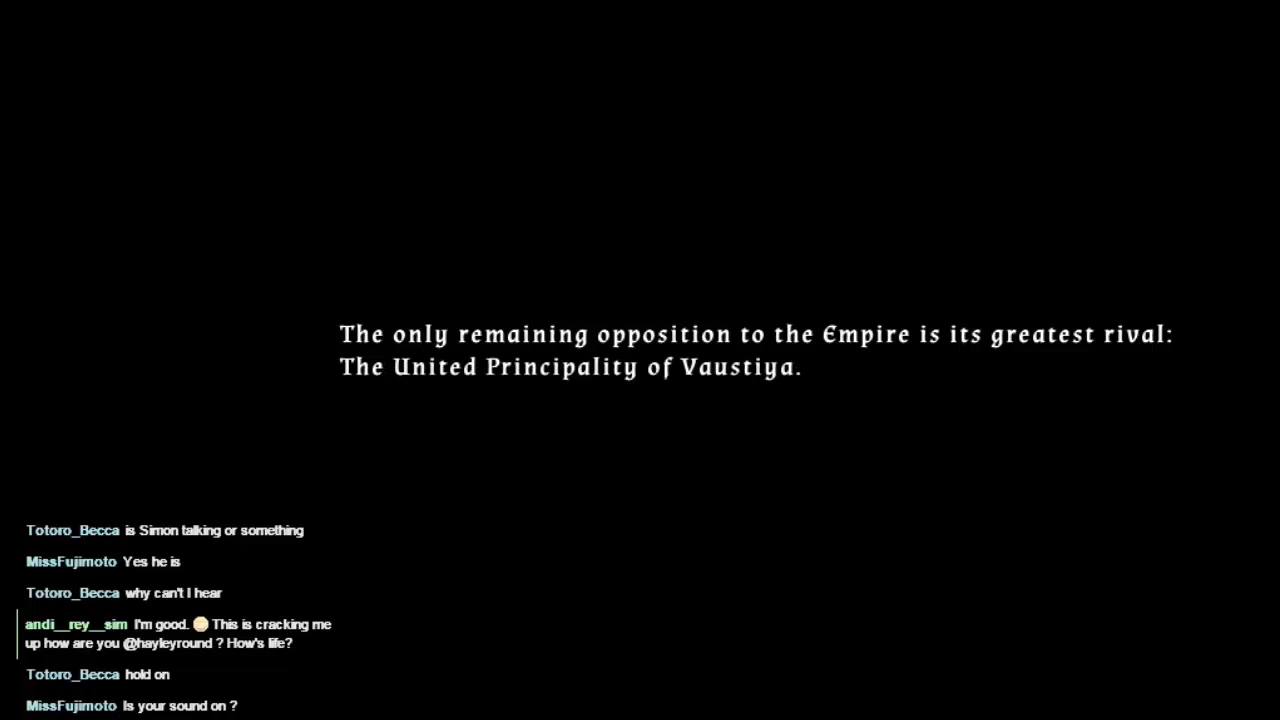 The only remaining opposition to the Empire is its greatest rival:
The United Principality of Vaustiya.
Totoro_Becca is Simon talking or something
MissFujimoto Yes he is
Totoro_Becca why can't I hear
andi__rey__sim I'm good. This is cracking me
up how are you @hayleyround ? How's life?
Totoro_Becca hold on
MissFujimoto Is your sound on ?